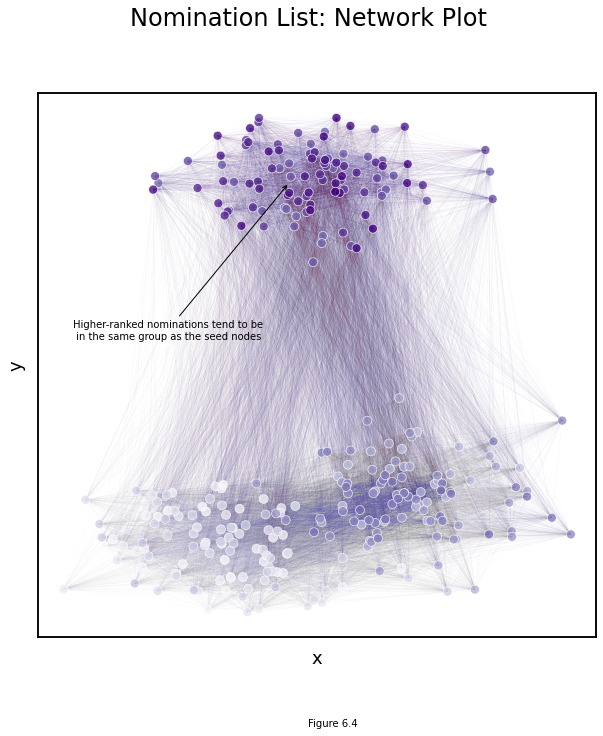 Nomination List: Network Plot
Higher-ranked nominations tend to be
in the same group as the seed nodes
y
x
Figure 6.4